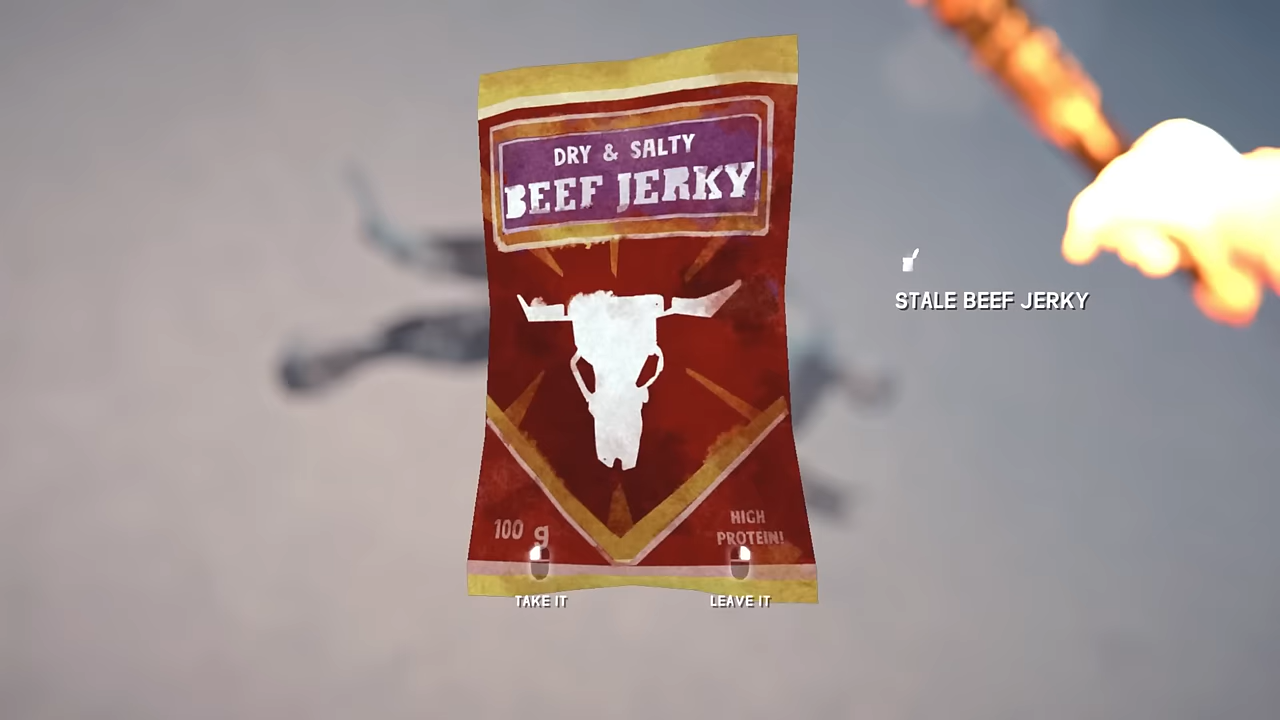 DRY & SALTY
BEEF JERKY
STALE BEEF JERKY
100 g
HIGH
PROTEIN!
TAKE IT
LEAVE IT